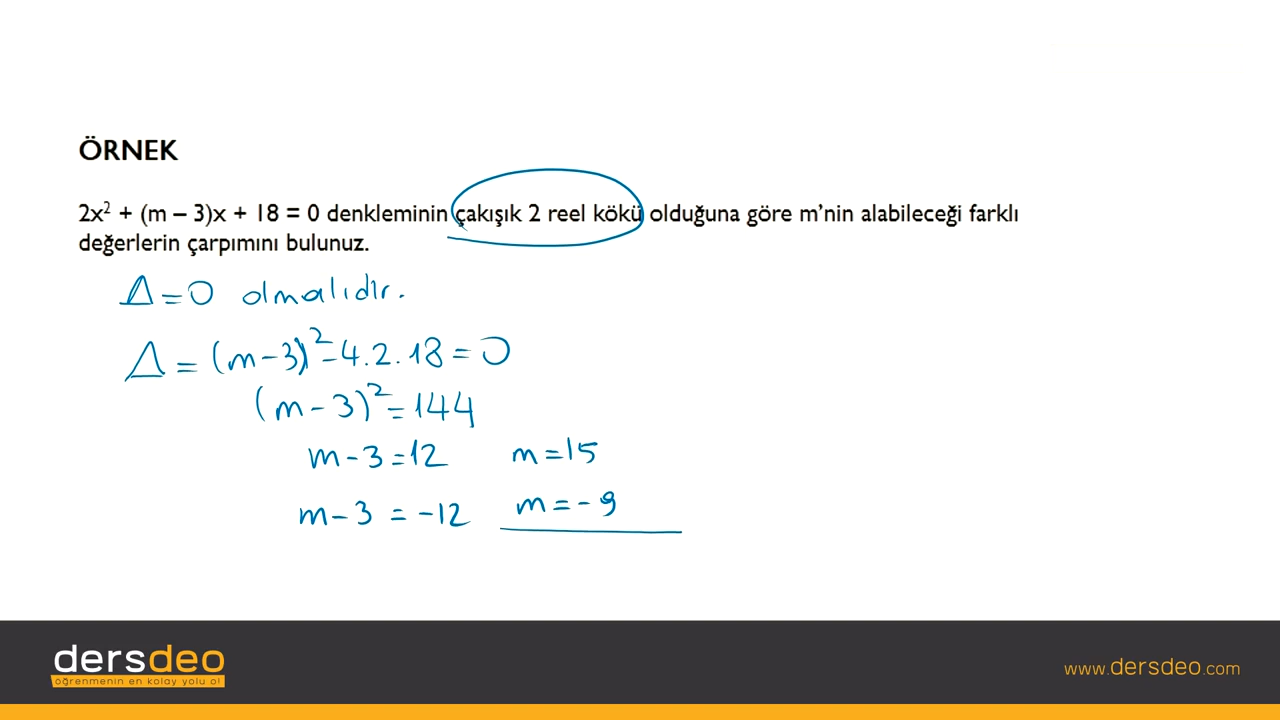 ÖRNEK
2x² + (m – 3)x + 18 = 0 denkleminin çakışık 2 reel kökü olduğuna göre m’nin alabileceği farklı
değerlerin çarpımını bulunuz.
Δ = 0 olmalıdır.
Δ = (m – 3)² – 4.2.18 = 0
(m – 3)² = 144
m – 3 = 12 m = 15
m – 3 = –12 m = –9
dersdeo
öğrenmenin en kolay yolu o!
www.dersdeo.com